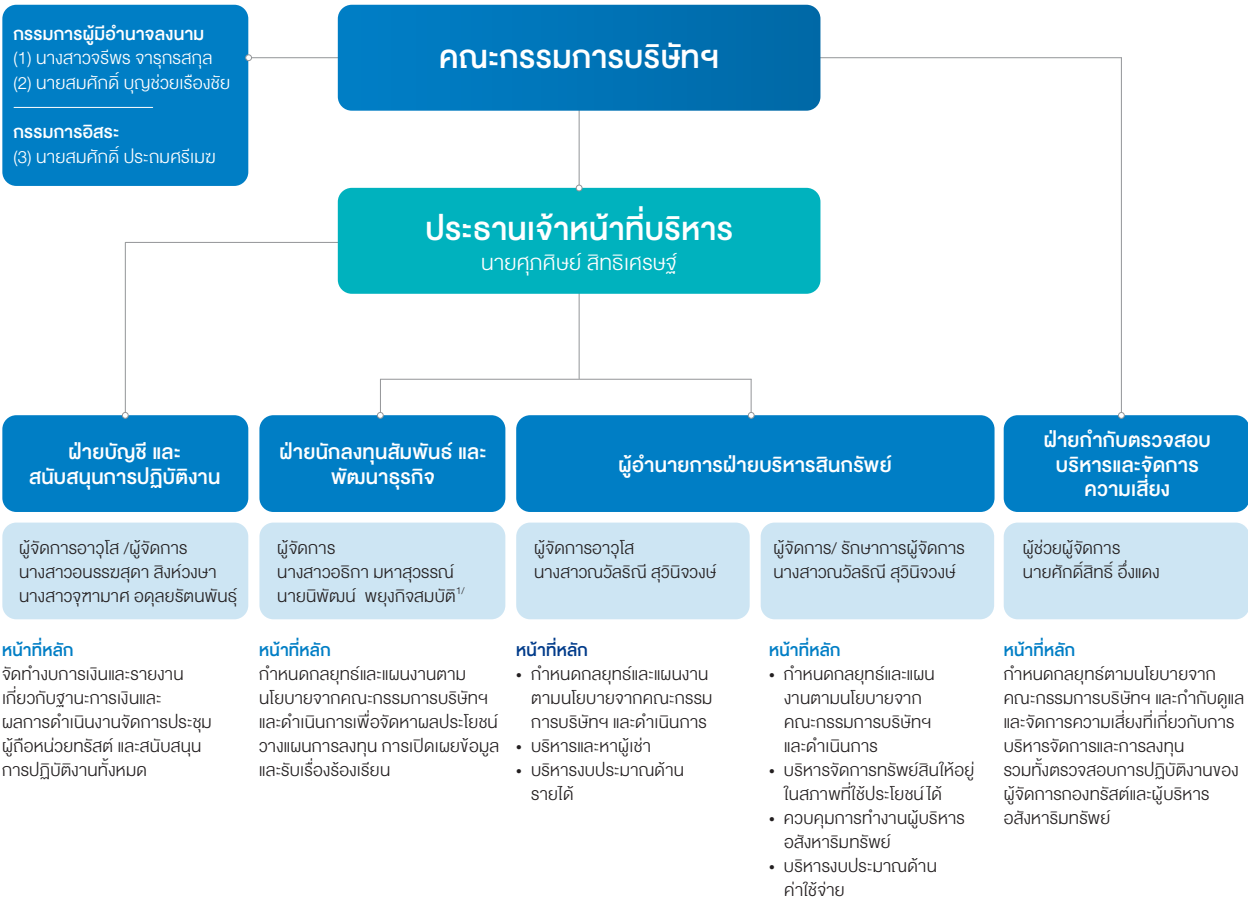 กรรมการผู้มีอำนาจลงนาม
(1) นางสาวจรีพร จารุกรสกุล
(2) นายสมศักดิ์ บุญช่วยเรืองชัย
กรรมการอิสระ
(3) นายสมศักดิ์ ประถมศรีเมฆ
คณะกรรมการบริษัทฯ
ประธานเจ้าหน้าที่บริหาร
นายศุภศิษย์ สิทธิเศรษฐ์
ฝ่ายบัญชี และ
สนับสนุนการปฏิบัติงาน
ผู้จัดการอาวุโส /ผู้จัดการ
นางสาวอนรรฆสุดา สิงห์วงษา
นางสาวจุฑามาศ อดุลยรัตนพันธุ์
หน้าที่หลัก
จัดทำงบการเงินและรายงาน
เกี่ยวกับฐานะการเงินและ
ผลการดำเนินงานจัดการประชุม
ผู้ถือหน่วยทรัสต์ และสนับสนุน
การปฏิบัติงานทั้งหมด
ฝ่ายนักลงทุนสัมพันธ์ และ
พัฒนาธุรกิจ
ผู้จัดการ
นางสาวอธิกา มหาสุวรรณ์
นายนิพัฒน์ พยุงกิจสมบัติ1/
หน้าที่หลัก
กำหนดกลยุทธ์และแผนงานตาม
นโยบายจากคณะกรรมการบริษัทฯ
และดำเนินการเพื่อจัดหาผลประโยชน์
วางแผนการลงทุน การเปิดเผยข้อมูล
และรับเรื่องร้องเรียน
ผู้อำนายการฝ่ายบริหารสินทรัพย์
ผู้จัดการอาวุโส
นางสาวณวัลริณี สุวินิจวงษ์
หน้าที่หลัก
• กำหนดกลยุทธ์และแผนงาน
ตามนโยบายจากคณะกรรม
การบริษัทฯ และดำเนินการ
• บริหารและหาผู้เช่า
• บริหารงบประมาณด้าน
รายได้
ผู้จัดการ/ รักษาการผู้จัดการ
นางสาวณวัลริณี สุวินิจวงษ์
หน้าที่หลัก
• กำหนดกลยุทธ์และแผน
งานตามนโยบายจาก
คณะกรรมการบริษัทฯ
และดำเนินการ
• บริหารจัดการทรัพย์สินให้อยู่
ในสภาพที่ใช้ประโยชน์ได้
• ควบคุมการทำงานผู้บริหาร
อสังหาริมทรัพย์
• บริหารงบประมาณด้าน
ค่าใช้จ่าย
ฝ่ายกำกับตรวจสอบ
บริหารและจัดการ
ความเสี่ยง
ผู้ช่วยผู้จัดการ
นายศักดิ์สิทธิ์ อึ่งแดง
หน้าที่หลัก
กำหนดกลยุทธ์ตามนโยบายจาก
คณะกรรมการบริษัทฯ และกำกับดูแล
และจัดการความเสี่ยงที่เกี่ยวกับการ
บริหารจัดการและการลงทุน
รวมทั้งตรวจสอบการปฏิบัติงานของ
ผู้จัดการกองทรัสต์และผู้บริหาร
อสังหาริมทรัพย์